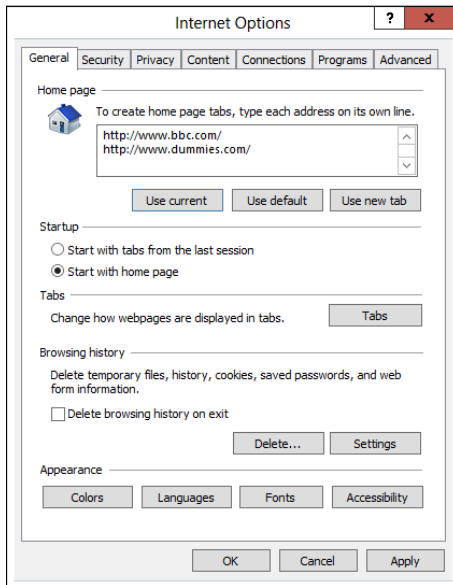 Internet Options ? x
General Security Privacy Content Connections Programs Advanced
Home page
To create home page tabs, type each address on its own line.
http://www.bbc.com/
http://www.dummies.com/
Use current Use default Use new tab
Startup
Start with tabs from the last session
Start with home page
Tabs
Change how webpages are displayed in tabs. Tabs
Browsing history
Delete temporary files, history, cookies, saved passwords, and web
form information.
Delete browsing history on exit
Delete... Settings
Appearance
Colors Languages Fonts Accessibility
OK Cancel Apply